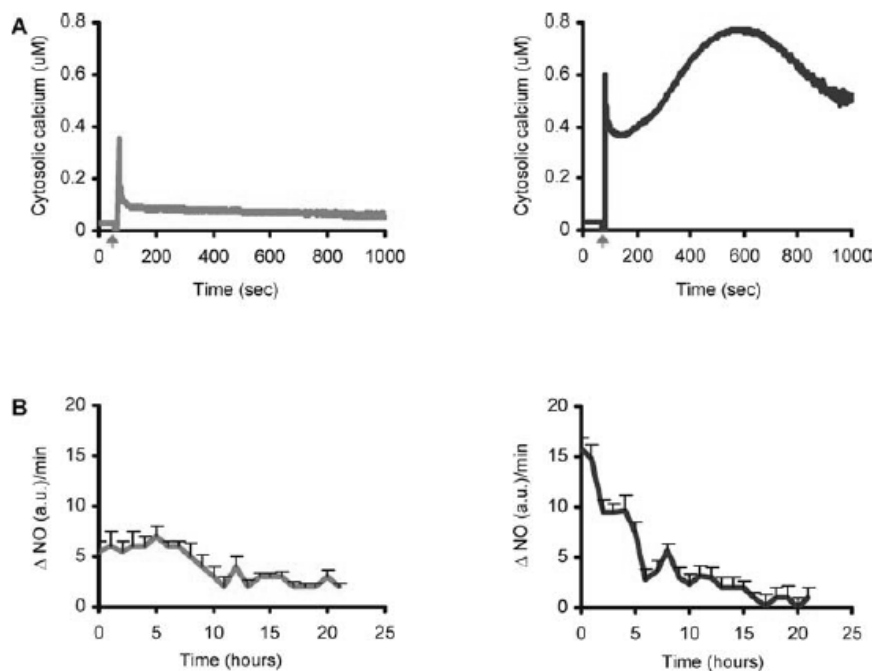 A
Cytosolic calcium (uM)
0.8
0.6
0.4
0.2
0
0 200 400 600 800 1000
Time (sec)
Cytosolic calcium (uM)
0.8
0.6
0.4
0.2
0
0 200 400 600 800 1000
Time (sec)
B
Δ NO (a.u.)/min
20
15
10
5
0
0 5 10 15 20 25
Time (hours)
Δ NO (a.u.)/min
20
15
10
5
0
0 5 10 15 20 25
Time (hours)